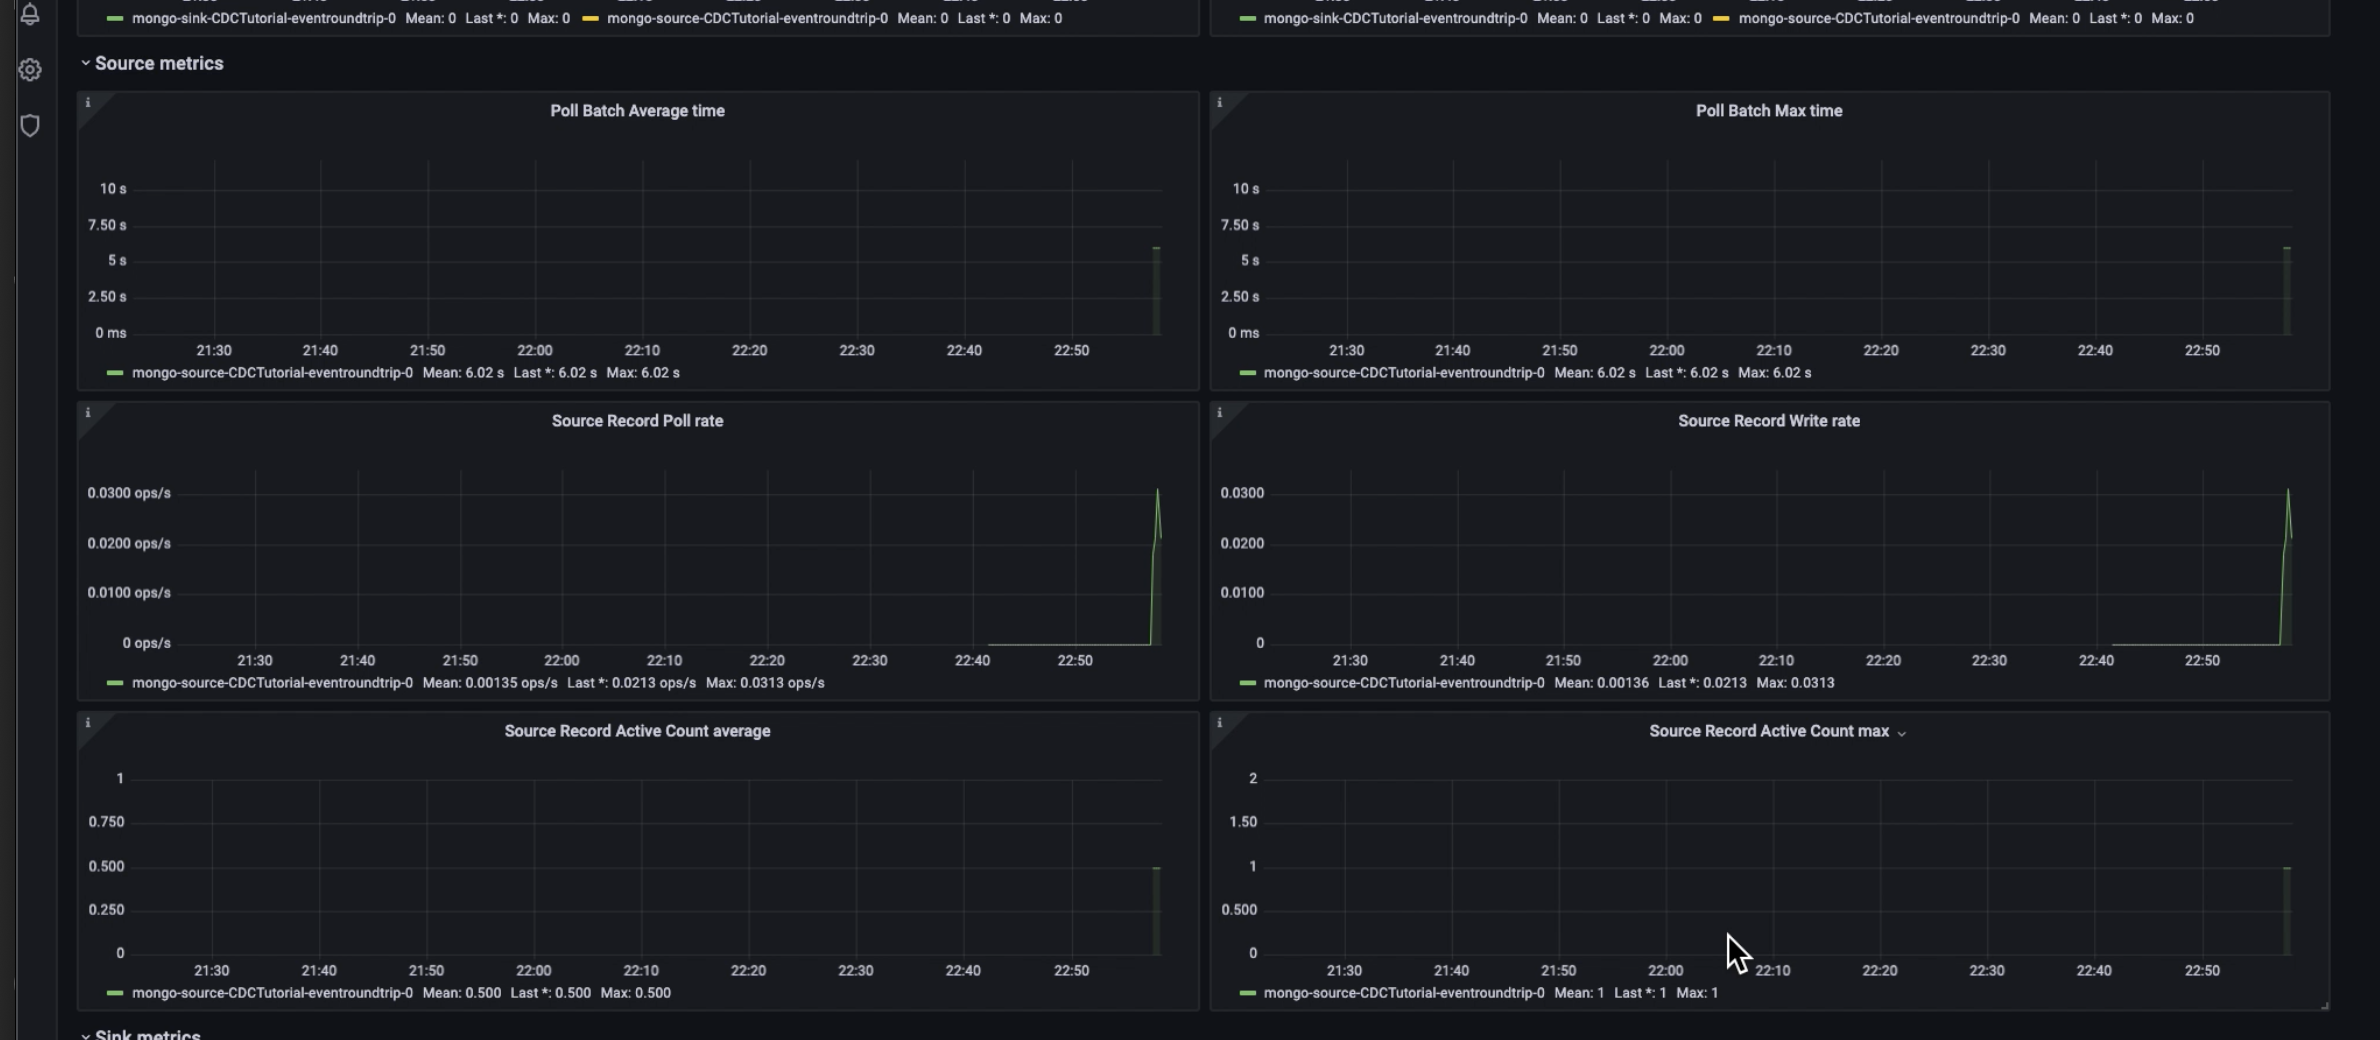 mongo-sink-CDCTutorial-eventroundtrip-0 Mean: 0 Last *: 0 Max: 0 mongo-source-CDCTutorial-eventroundtrip-0 Mean: 0 Last *: 0 Max: 0
mongo-sink-CDCTutorial-eventroundtrip-0 Mean: 0 Last *: 0 Max: 0 mongo-source-CDCTutorial-eventroundtrip-0 Mean: 0 Last *: 0 Max: 0
Source metrics
Poll Batch Average time
10 s
7.50 s
5 s
2.50 s
0 ms
21:30 21:40 21:50 22:00 22:10 22:20 22:30 22:40 22:50
mongo-source-CDCTutorial-eventroundtrip-0 Mean: 6.02 s Last *: 6.02 s Max: 6.02 s
Poll Batch Max time
10 s
7.50 s
5 s
2.50 s
0 ms
21:30 21:40 21:50 22:00 22:10 22:20 22:30 22:40 22:50
mongo-source-CDCTutorial-eventroundtrip-0 Mean: 6.02 s Last *: 6.02 s Max: 6.02 s
Source Record Poll rate
0.0300 ops/s
0.0200 ops/s
0.0100 ops/s
0 ops/s
21:30 21:40 21:50 22:00 22:10 22:20 22:30 22:40 22:50
mongo-source-CDCTutorial-eventroundtrip-0 Mean: 0.00135 ops/s Last *: 0.0213 ops/s Max: 0.0313 ops/s
Source Record Write rate
0.0300
0.0200
0.0100
0
21:30 21:40 21:50 22:00 22:10 22:20 22:30 22:40 22:50
mongo-source-CDCTutorial-eventroundtrip-0 Mean: 0.00136 Last *: 0.0213 Max: 0.0313
Source Record Active Count average
1
0.750
0.500
0.250
0
21:30 21:40 21:50 22:00 22:10 22:20 22:30 22:40 22:50
mongo-source-CDCTutorial-eventroundtrip-0 Mean: 0.500 Last *: 0.500 Max: 0.500
Source Record Active Count max
2
1.50
1
0.500
0
21:30 21:40 21:50 22:00 22:10 22:20 22:30 22:40 22:50
mongo-source-CDCTutorial-eventroundtrip-0 Mean: 1 Last *: 1 Max: 1
Sink metrics